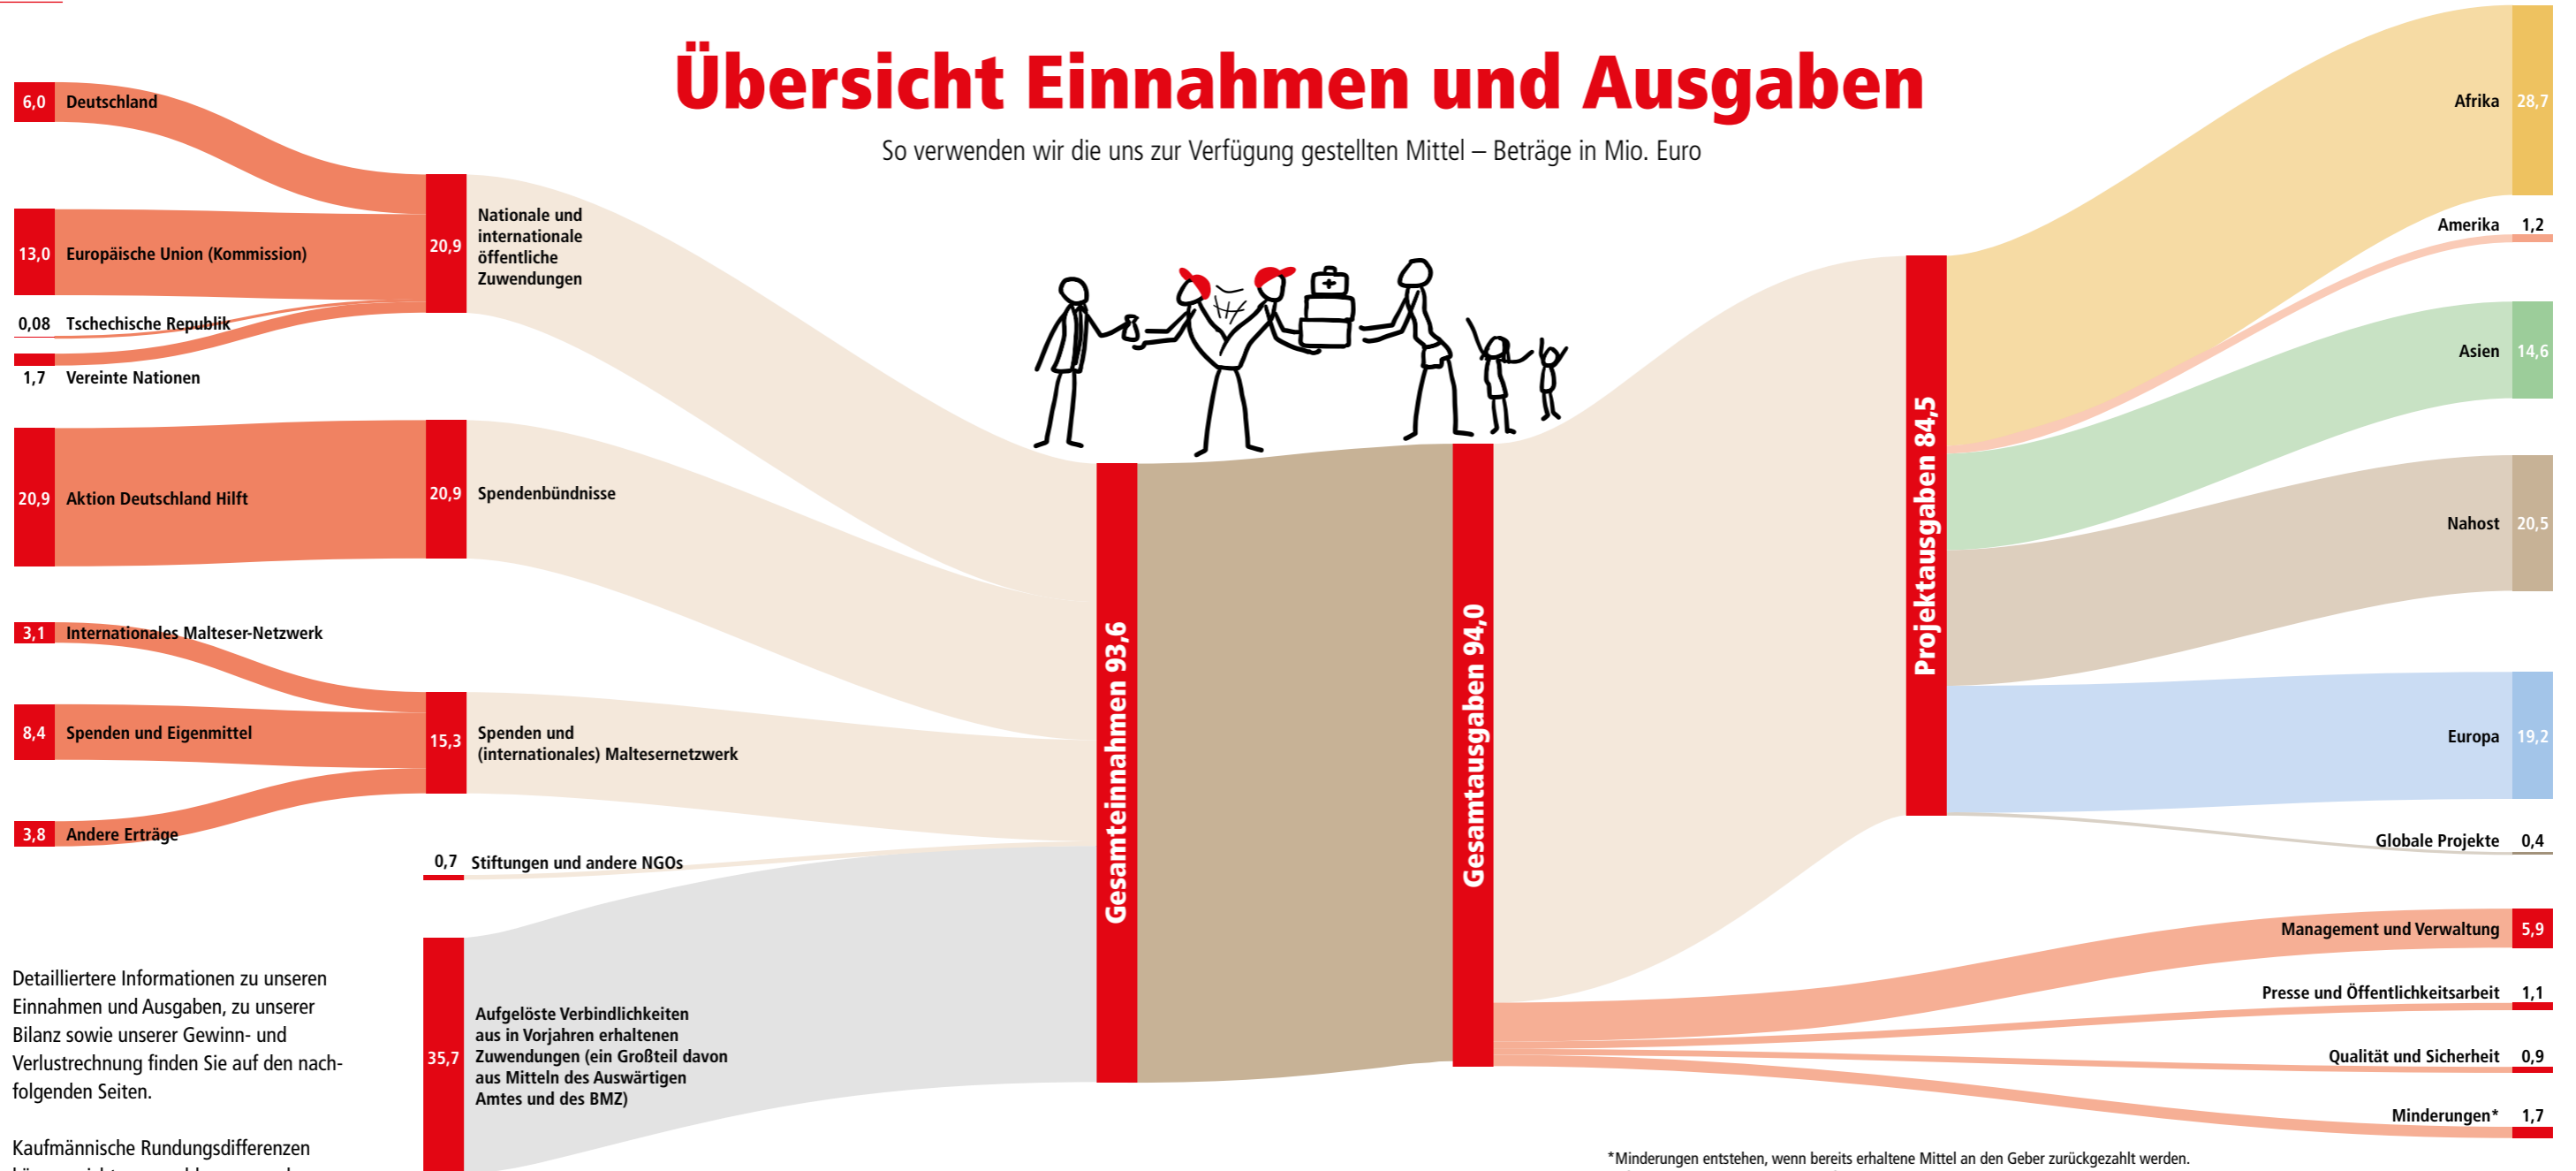 Übersicht Einnahmen und Ausgaben
So verwenden wir die uns zur Verfügung gestellten Mittel – Beträge in Mio. Euro
6,0 Deutschland
13,0 Europäische Union (Kommission)
0,08 Tschechische Republik
1,7 Vereinte Nationen
20,9 Aktion Deutschland Hilft
3,1 Internationales Malteser-Netzwerk
8,4 Spenden und Eigenmittel
3,8 Andere Erträge
20,9
Nationale und
internationale
öffentliche
Zuwendungen
20,9 Spendenbündnisse
15,3
Spenden und
(internationales) Maltesernetzwerk
0,7 Stiftungen und andere NGOs
35,7
Aufgelöste Verbindlichkeiten
aus in Vorjahren erhaltenen
Zuwendungen (ein Großteil davon
aus Mitteln des Auswärtigen
Amtes und des BMZ)
Gesamteinnahmen 93,6
Gesamtausgaben 94,0
Projektausgaben 84,5
Afrika 28,7
Amerika 1,2
Asien 14,6
Nahost 20,5
Europa 19,2
Globale Projekte 0,4
Management und Verwaltung 5,9
Presse und Öffentlichkeitsarbeit 1,1
Qualität und Sicherheit 0,9
Minderungen* 1,7
Detailliertere Informationen zu unseren
Einnahmen und Ausgaben, zu unserer
Bilanz sowie unserer Gewinn- und
Verlustrechnung finden Sie auf den nach-
folgenden Seiten.
Kaufmännische Rundungsdifferenzen
*Minderungen entstehen, wenn bereits erhaltene Mittel an den Geber zurückgezahlt werden.